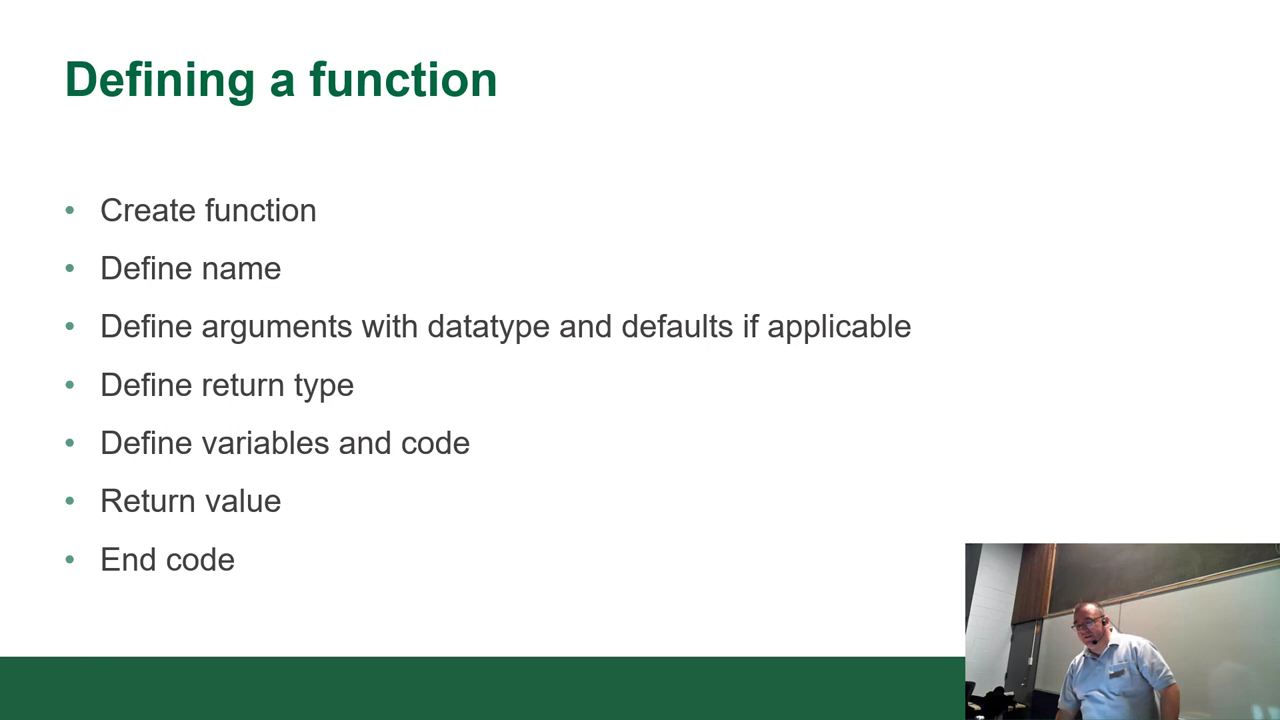 Defining a function
• Create function
• Define name
• Define arguments with datatype and defaults if applicable
• Define return type
• Define variables and code
• Return value
• End code